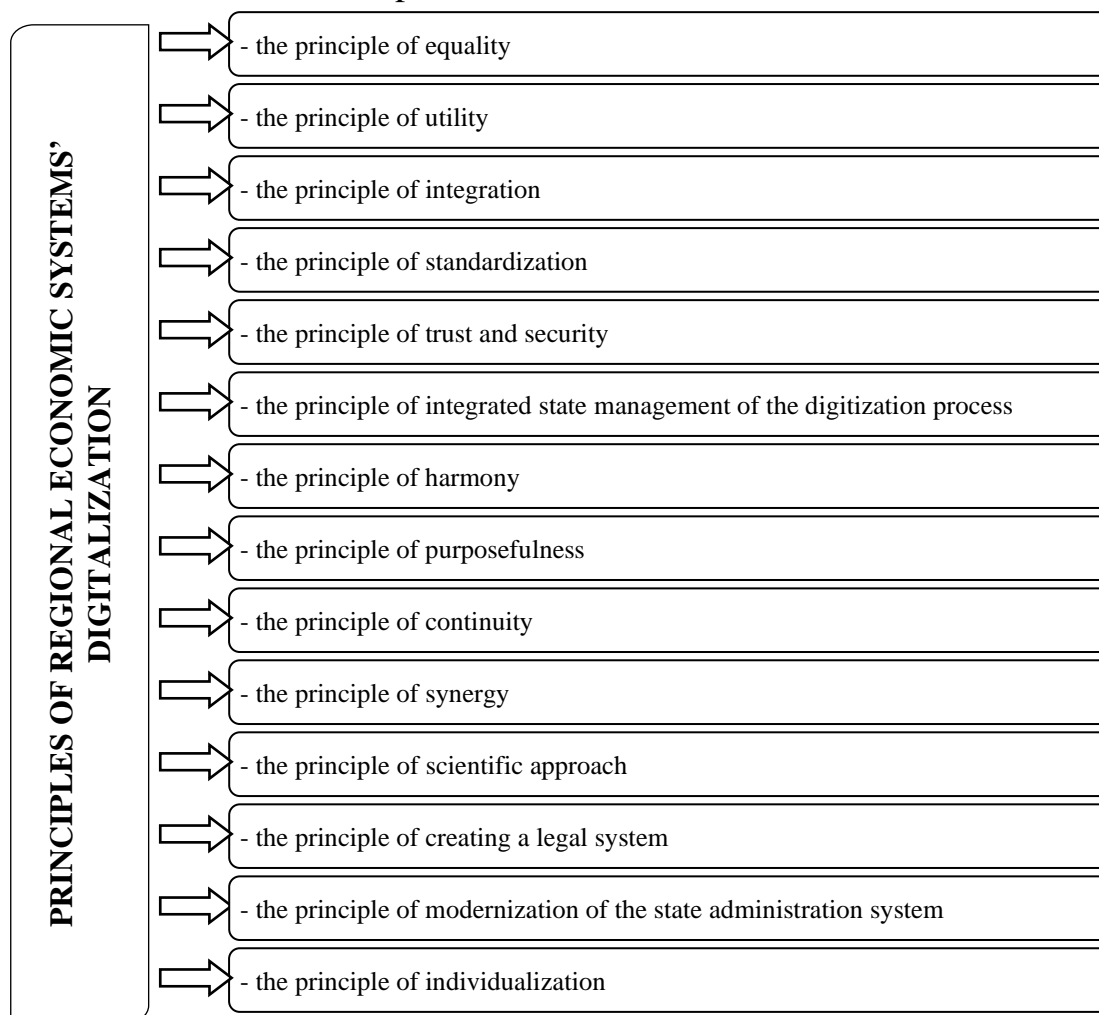 PRINCIPLES OF REGIONAL ECONOMIC SYSTEMS’
DIGITALIZATION
- the principle of equality
- the principle of utility
- the principle of integration
- the principle of standardization
- the principle of trust and security
- the principle of integrated state management of the digitization process
- the principle of harmony
- the principle of purposefulness
- the principle of continuity
- the principle of synergy
- the principle of scientific approach
- the principle of creating a legal system
- the principle of modernization of the state administration system
- the principle of individualization